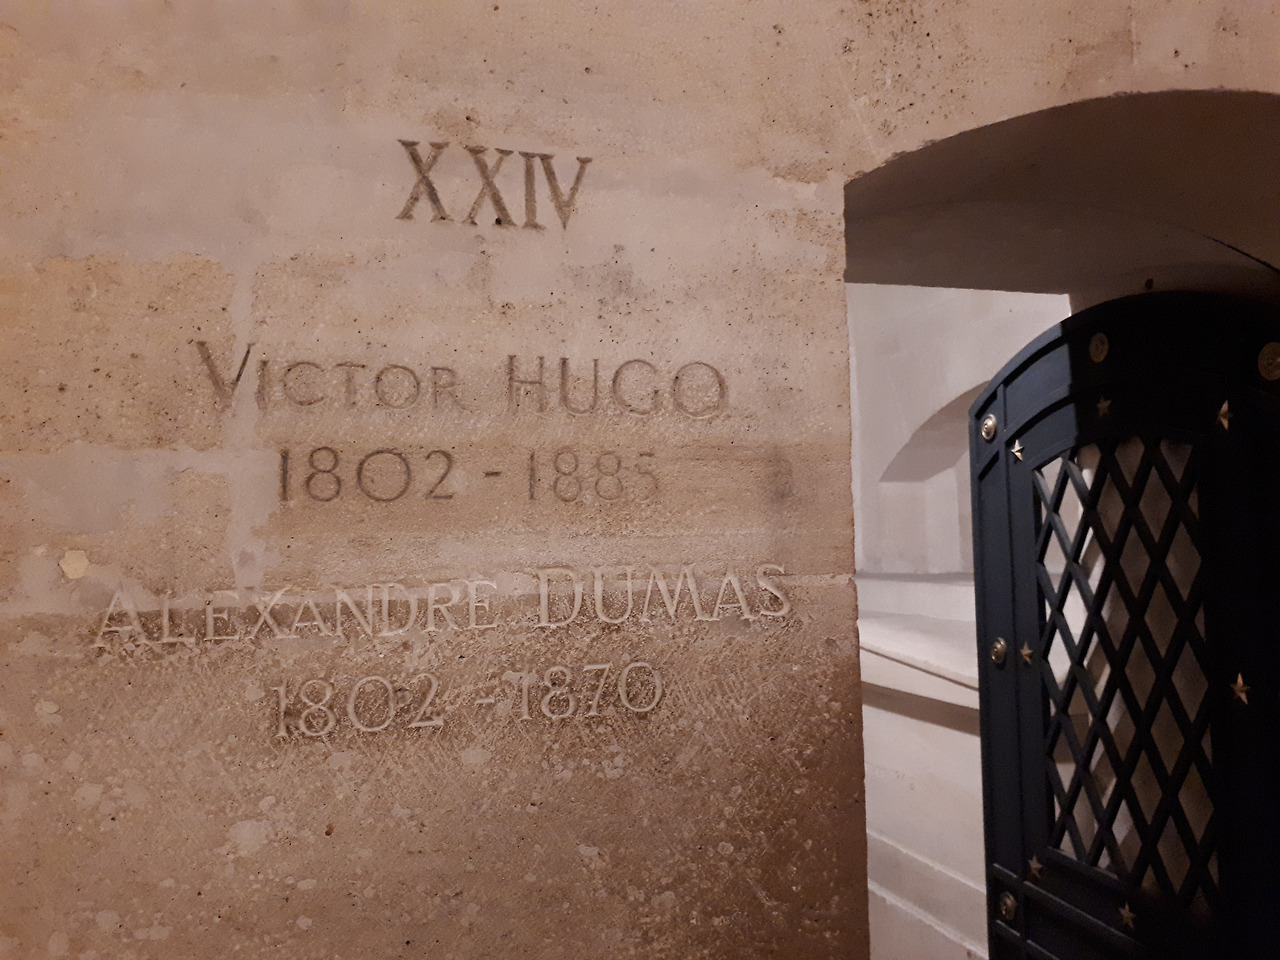 XXIV
VICTOR HUGO
1802 - 1885
ALEXANDRE DUMAS
1802 - 1870